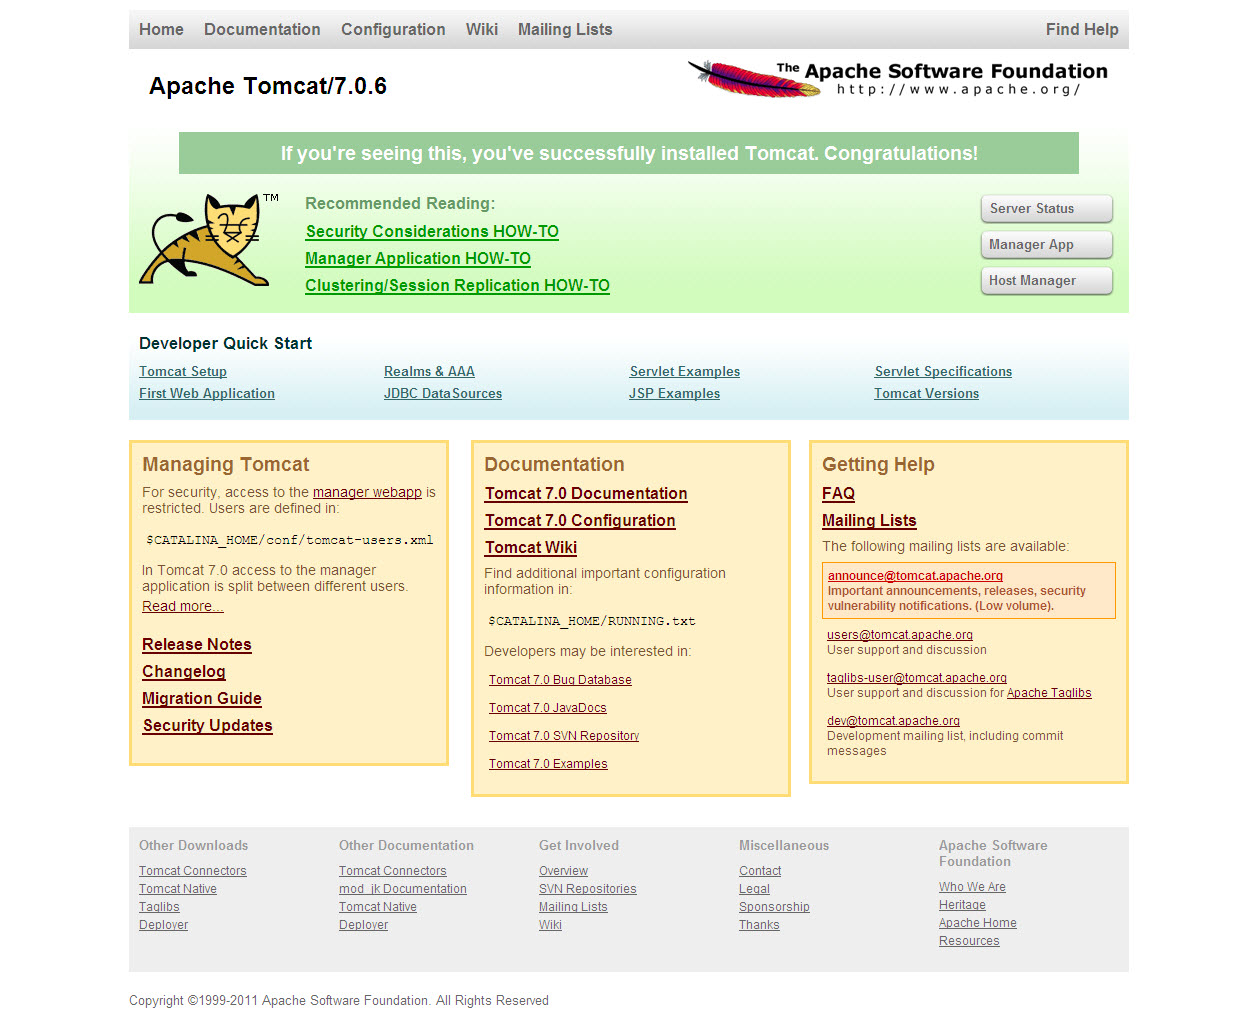 Home Documentation Configuration Wiki Mailing Lists Find Help
Apache Tomcat/7.0.6
The Apache Software Foundation
http://www.apache.org/
If you're seeing this, you've successfully installed Tomcat. Congratulations!
TM
Recommended Reading:
Security Considerations HOW-TO
Manager Application HOW-TO
Clustering/Session Replication HOW-TO
Server Status
Manager App
Host Manager
Developer Quick Start
Tomcat Setup
First Web Application
Realms & AAA
JDBC DataSources
Servlet Examples
JSP Examples
Servlet Specifications
Tomcat Versions
Managing Tomcat
For security, access to the manager webapp is
restricted. Users are defined in:
$CATALINA_HOME/conf/tomcat-users.xml
In Tomcat 7.0 access to the manager
application is split between different users.
Read more...
Release Notes
Changelog
Migration Guide
Security Updates
Documentation
Tomcat 7.0 Documentation
Tomcat 7.0 Configuration
Tomcat Wiki
Find additional important configuration
information in:
$CATALINA_HOME/RUNNING.txt
Developers may be interested in:
Tomcat 7.0 Bug Database
Tomcat 7.0 JavaDocs
Tomcat 7.0 SVN Repository
Tomcat 7.0 Examples
Getting Help
FAQ
Mailing Lists
The following mailing lists are available:
announce@tomcat.apache.org
Important announcements, releases, security
vulnerability notifications. (Low volume).
users@tomcat.apache.org
User support and discussion
taglibs-user@tomcat.apache.org
User support and discussion for Apache Taglibs
dev@tomcat.apache.org
Development mailing list, including commit
messages
Other Downloads
Tomcat Connectors
Tomcat Native
Taglibs
Deployer
Other Documentation
Tomcat Connectors
mod_jk Documentation
Tomcat Native
Deployer
Get Involved
Overview
SVN Repositories
Mailing Lists
Wiki
Miscellaneous
Contact
Legal
Sponsorship
Thanks
Apache Software
Foundation
Who We Are
Heritage
Apache Home
Resources
Copyright ©1999-2011 Apache Software Foundation. All Rights Reserved